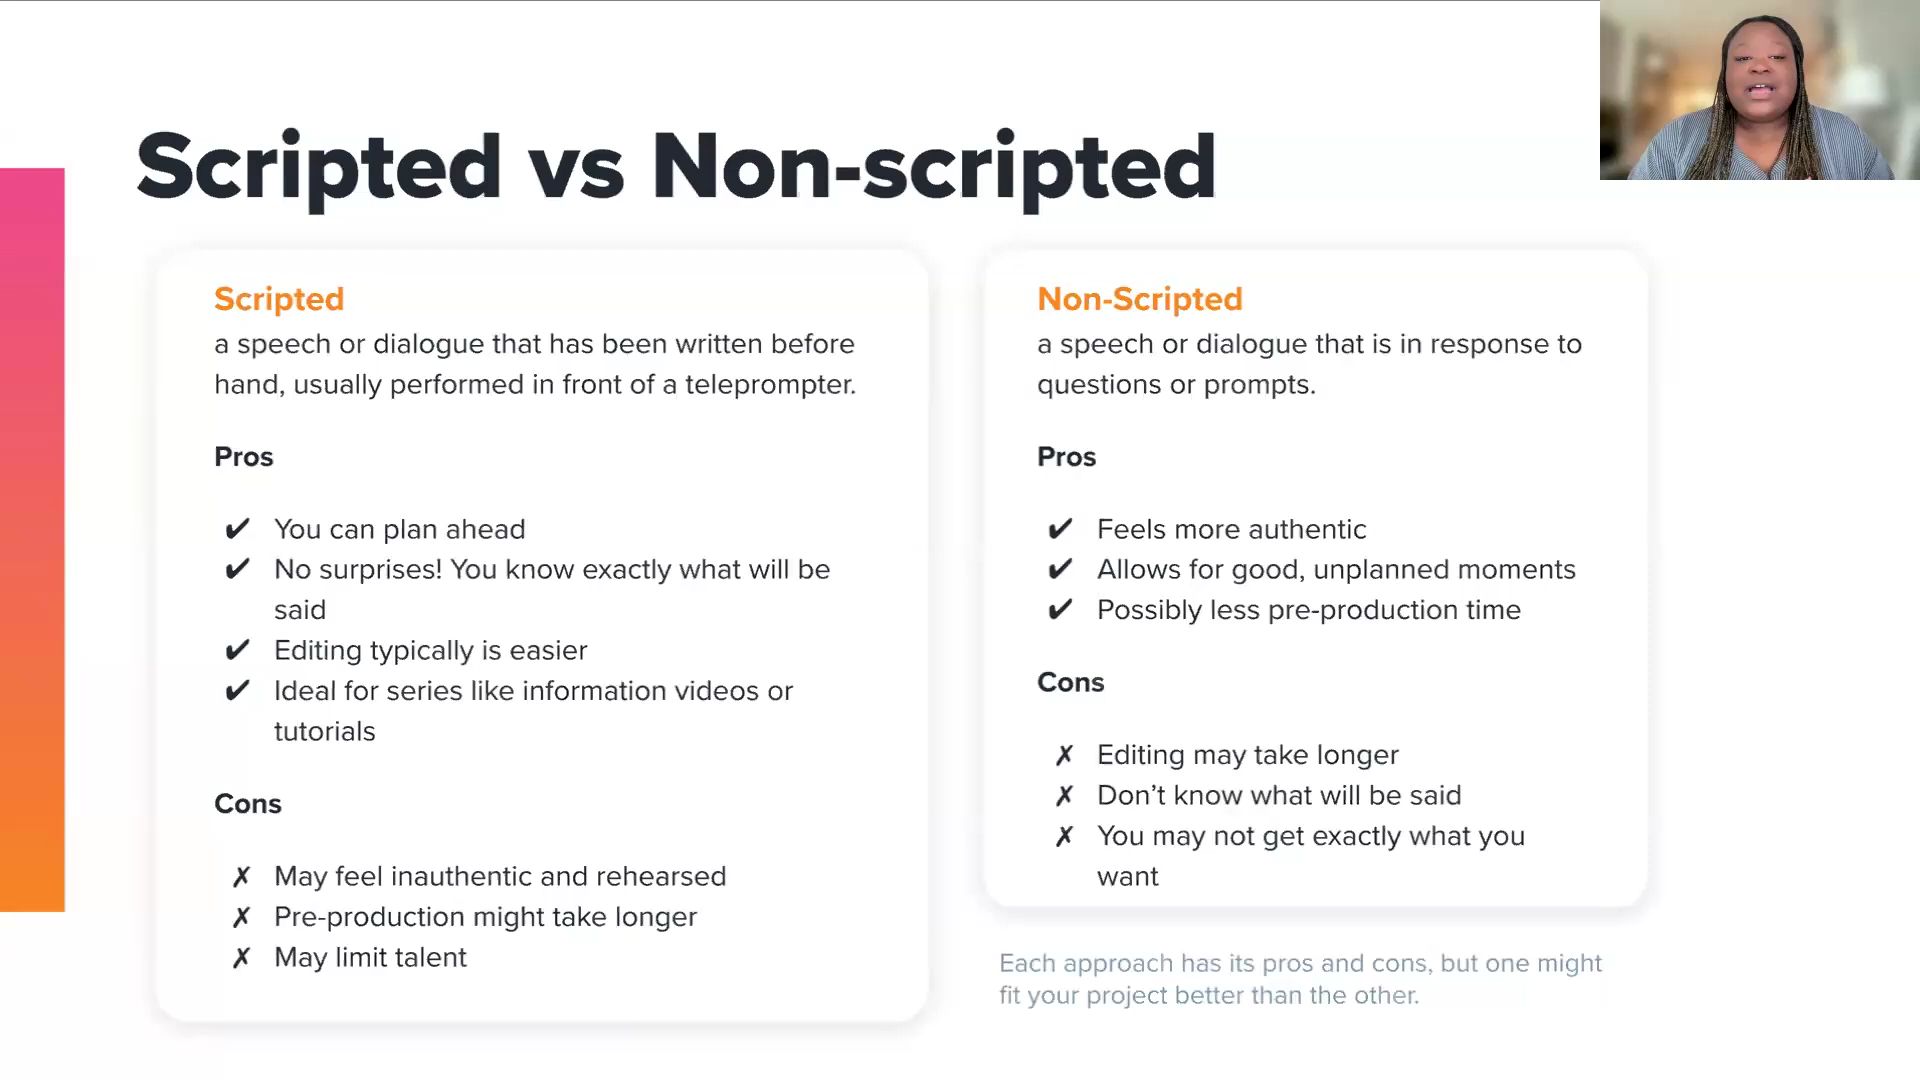 Scripted vs Non-scripted
Scripted
a speech or dialogue that has been written before
hand, usually performed in front of a teleprompter.
Pros
✔ You can plan ahead
✔ No surprises! You know exactly what will be
said
✔ Editing typically is easier
✔ Ideal for series like information videos or
tutorials
Cons
✗ May feel inauthentic and rehearsed
✗ Pre-production might take longer
✗ May limit talent
Non-Scripted
a speech or dialogue that is in response to
questions or prompts.
Pros
✔ Feels more authentic
✔ Allows for good, unplanned moments
✔ Possibly less pre-production time
Cons
✗ Editing may take longer
✗ Don’t know what will be said
✗ You may not get exactly what you
want
Each approach has its pros and cons, but one might
fit your project better than the other.